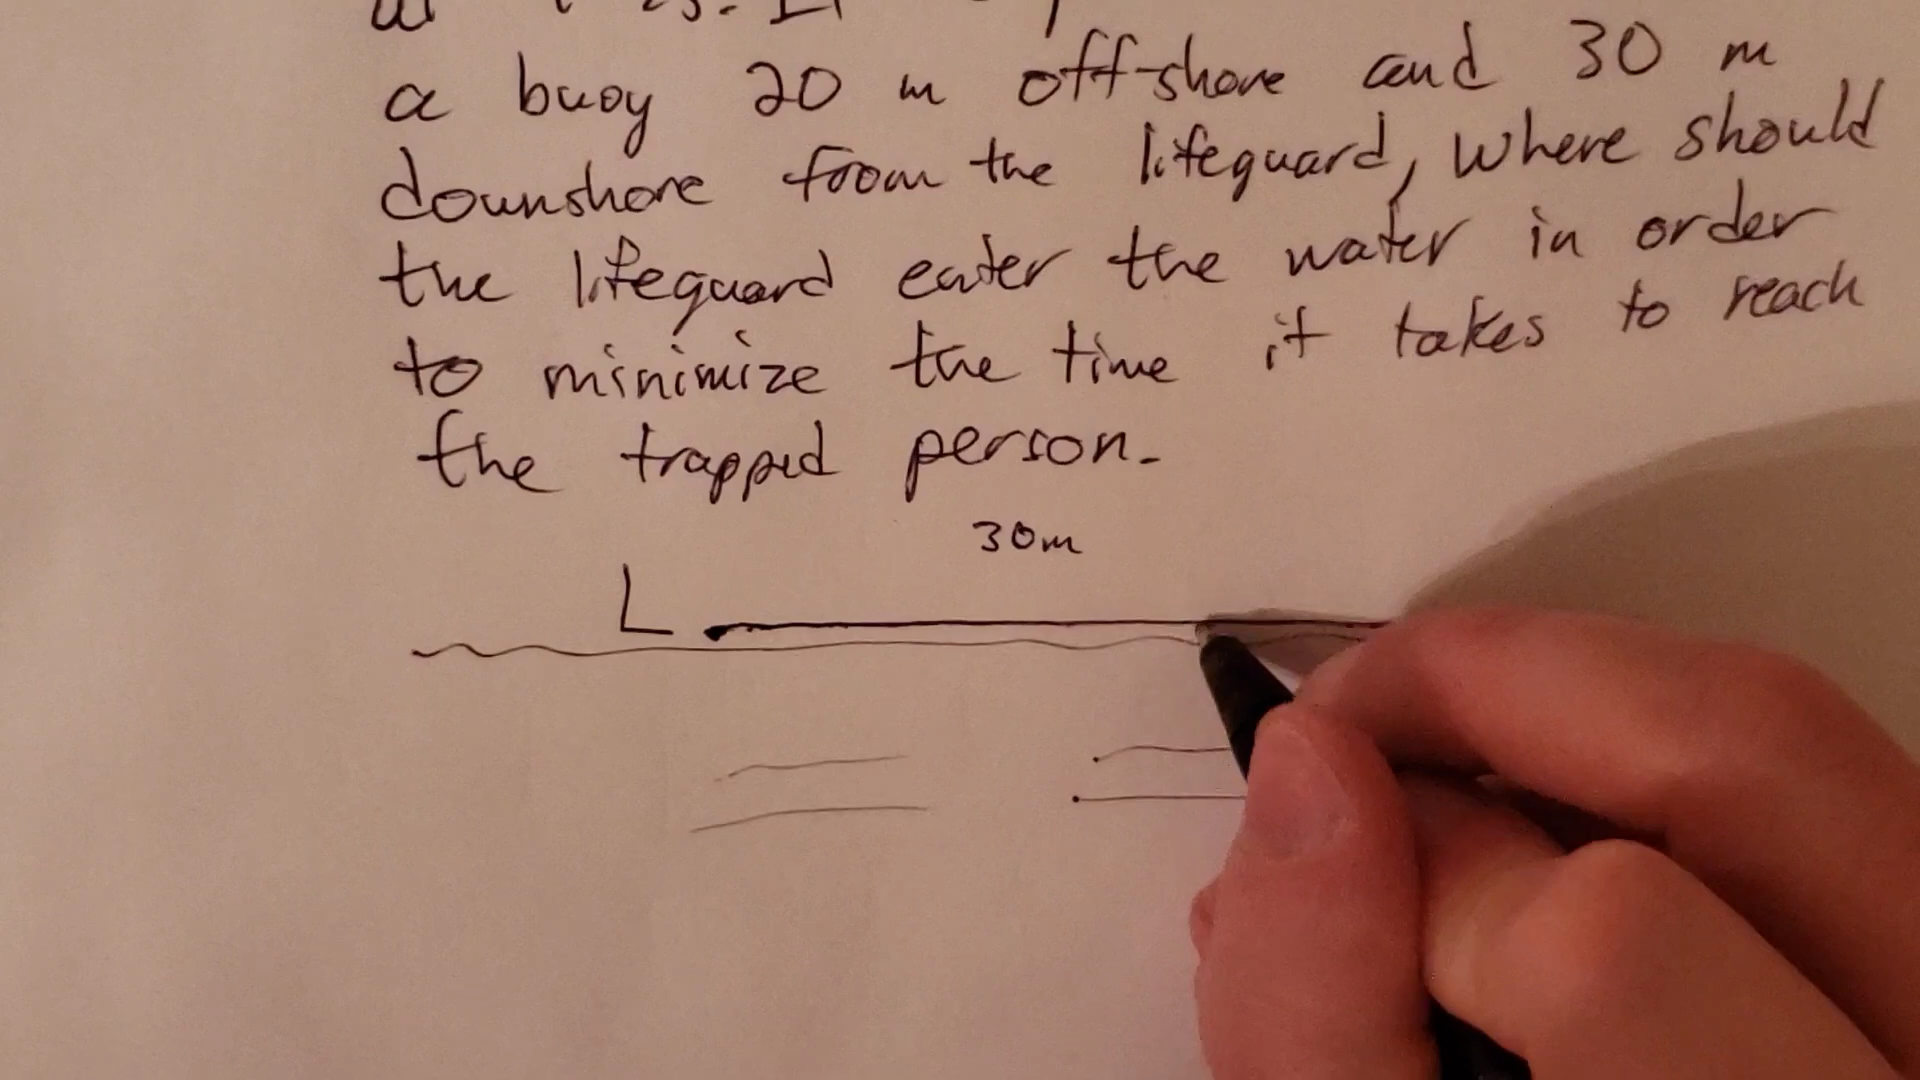 a buoy 20 m off-shore and 30 m
downshore from the lifeguard, where should
the lifeguard enter the water in order
to minimize the time it takes to reach
the trapped person.
30m
L